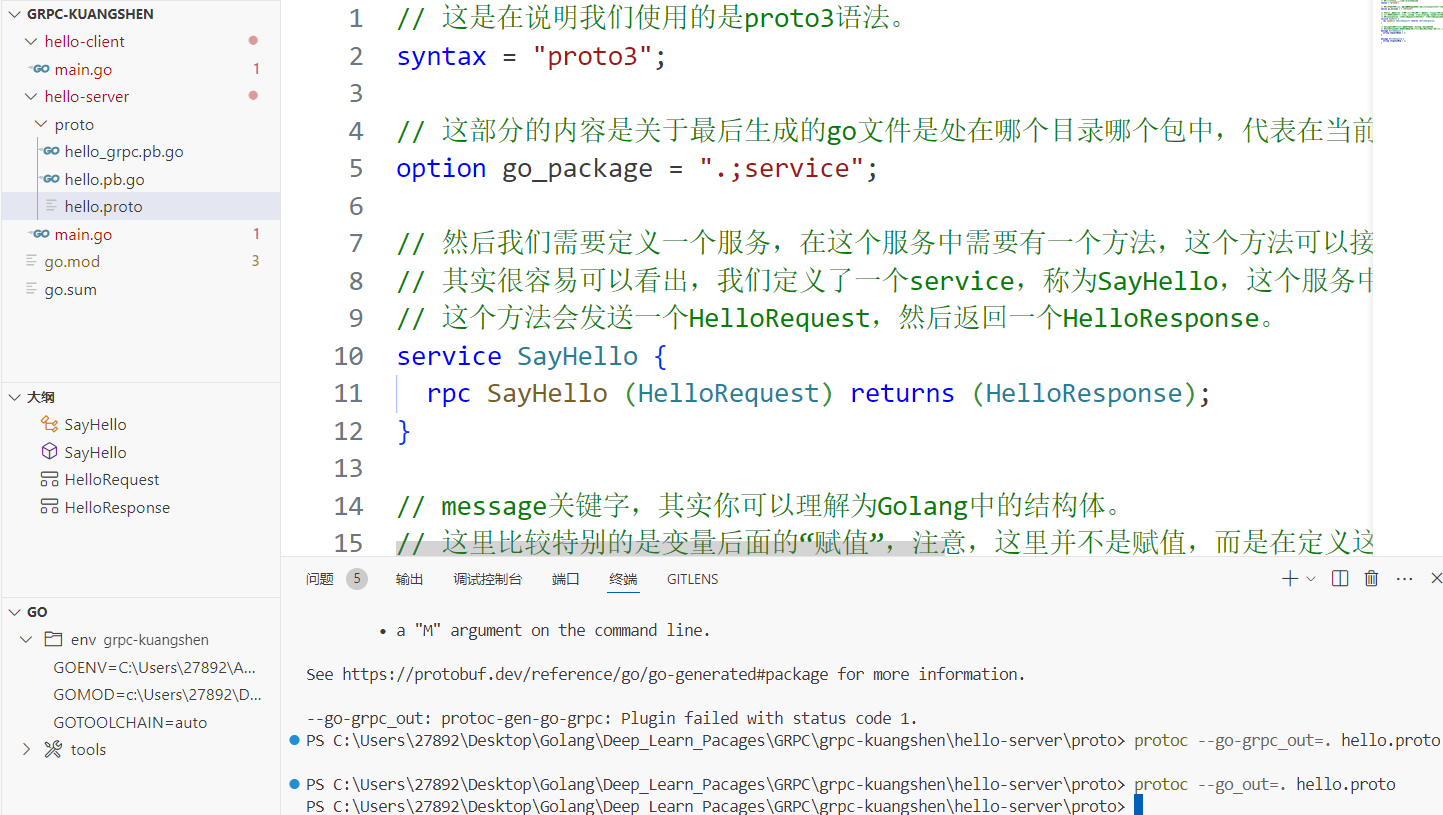 GRPC-KUANGSHEN
hello-client
GO main.go 1
hello-server
proto
GO hello_grpc.pb.go
GO hello.pb.go
hello.proto
GO main.go 1
go.mod 3
go.sum
大纲
SayHello
SayHello
HelloRequest
HelloResponse
GO
env grpc-kuangshen
GOENV=C:\Users\27892\A...
GOMOD=c:\Users\27892\D...
GOTOOLCHAIN=auto
tools
1 // 这是在说明我们使用的是proto3语法。
2 syntax = "proto3";
3
4 // 这部分的内容是关于最后生成的go文件是处在哪个目录哪个包中，代表在当前
5 option go_package = ".;service";
6
7 // 然后我们需要定义一个服务，在这个服务中需要有一个方法，这个方法可以接
8 // 其实很容易可以看出，我们定义了一个service，称为SayHello，这个服务中
9 // 这个方法会发送一个HelloRequest，然后返回一个HelloResponse。
10 service SayHello {
11 rpc SayHello (HelloRequest) returns (HelloResponse);
12 }
13
14 // message关键字，其实你可以理解为Golang中的结构体。
15 // 这里比较特别的是变量后面的“赋值”，注意，这里并不是赋值，而是在定义这
问题 5 输出 调试控制台 端口 终端 GITLENS
• a "M" argument on the command line.
See https://protobuf.dev/reference/go/go-generated#package for more information.
--go-grpc_out: protoc-gen-go-grpc: Plugin failed with status code 1.
PS C:\Users\27892\Desktop\Golang\Deep_Learn_Pacages\GRPC\grpc-kuangshen\hello-server\proto> protoc --go-grpc_out=. hello.proto
PS C:\Users\27892\Desktop\Golang\Deep_Learn_Pacages\GRPC\grpc-kuangshen\hello-server\proto> protoc --go_out=. hello.proto
PS C:\Users\27892\Desktop\Golang\Deep_Learn_Pacages\GRPC\grpc-kuangshen\hello-server\proto>